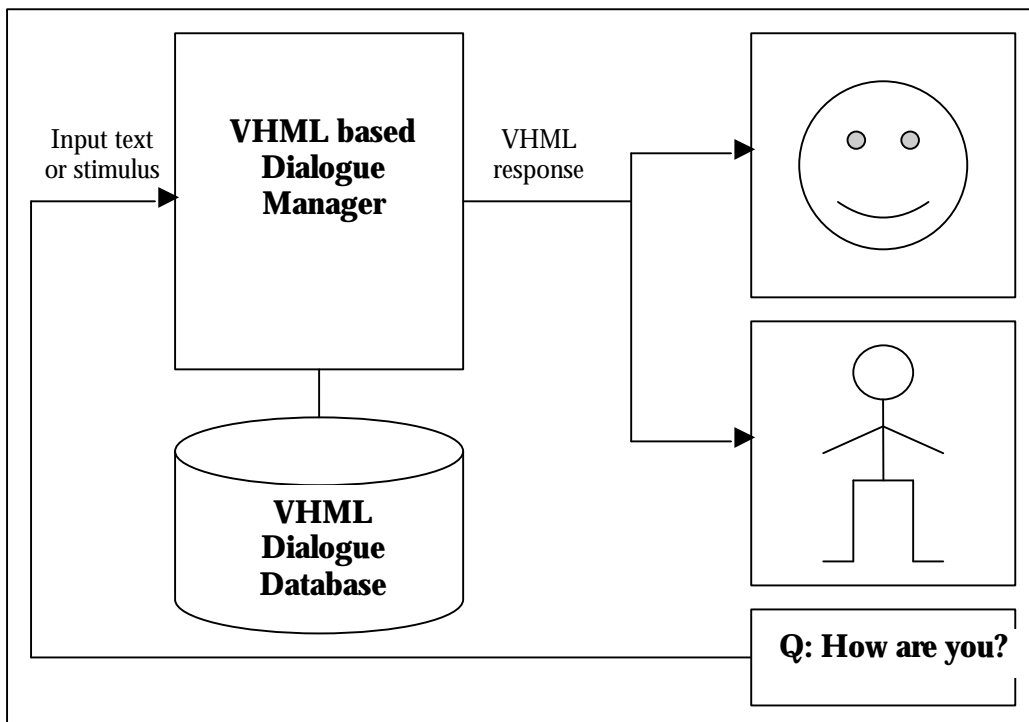 Input text
or stimulus
VHML based
Dialogue
Manager
VHML
response
VHML
Dialogue
Database
Q: How are you?